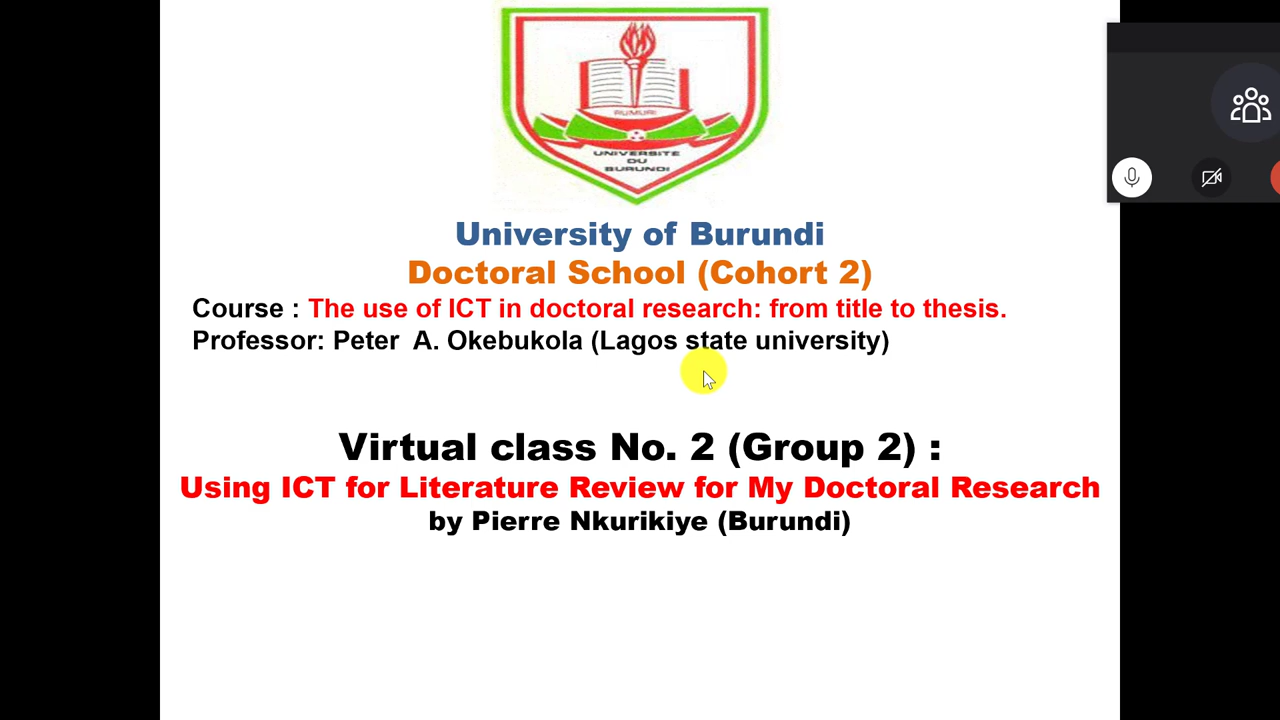 RUMURI
UNIVERSITE
DU
BURUNDI
University of Burundi
Doctoral School (Cohort 2)
Course : The use of ICT in doctoral research: from title to thesis.
Professor: Peter A. Okebukola (Lagos state university)
Virtual class No. 2 (Group 2) :
Using ICT for Literature Review for My Doctoral Research
by Pierre Nkurikiye (Burundi)